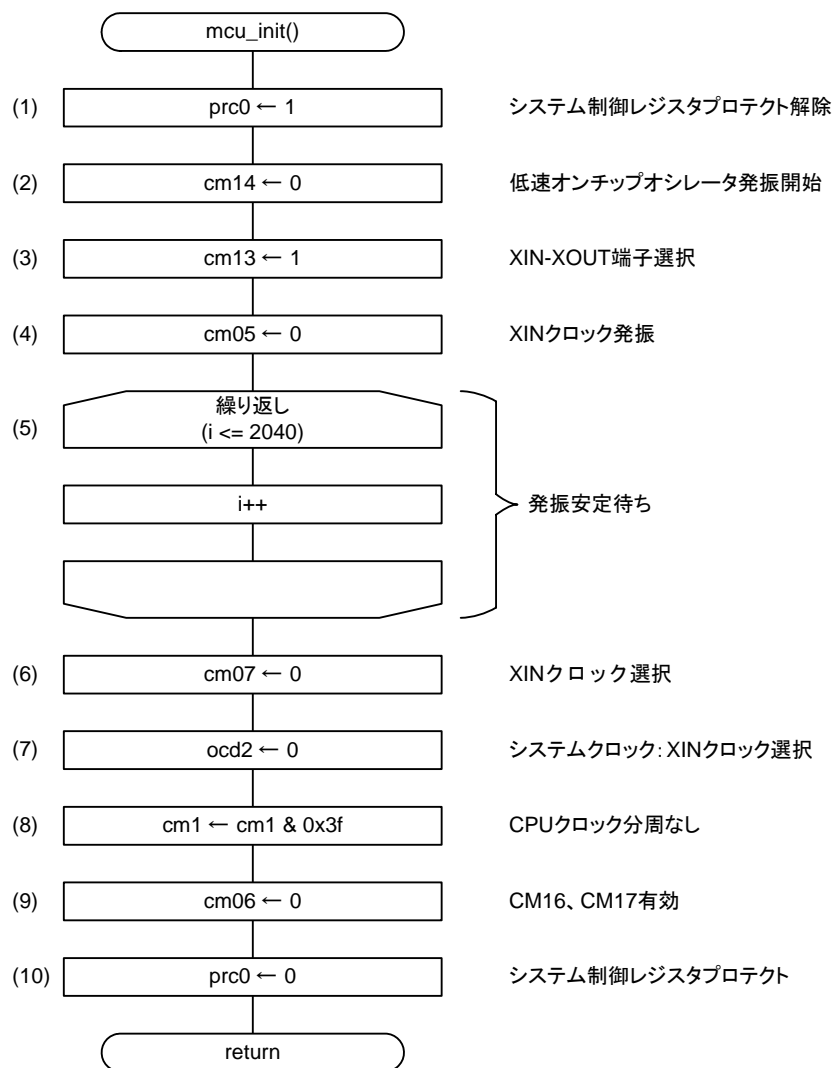 mcu_init()
(1) prc0 ← 1 システム制御レジスタプロテクト解除
(2) cm14 ← 0 低速オンチップオシレータ発振開始
(3) cm13 ← 1 XIN-XOUT端子選択
(4) cm05 ← 0 XINクロック発振
(5) 繰り返し
(i <= 2040)
i++ 発振安定待ち
(6) cm07 ← 0 XINクロック選択
(7) ocd2 ← 0 システムクロック：XINクロック選択
(8) cm1 ← cm1 & 0x3f CPUクロック分周なし
(9) cm06 ← 0 CM16、CM17有効
(10) prc0 ← 0 システム制御レジスタプロテクト
return